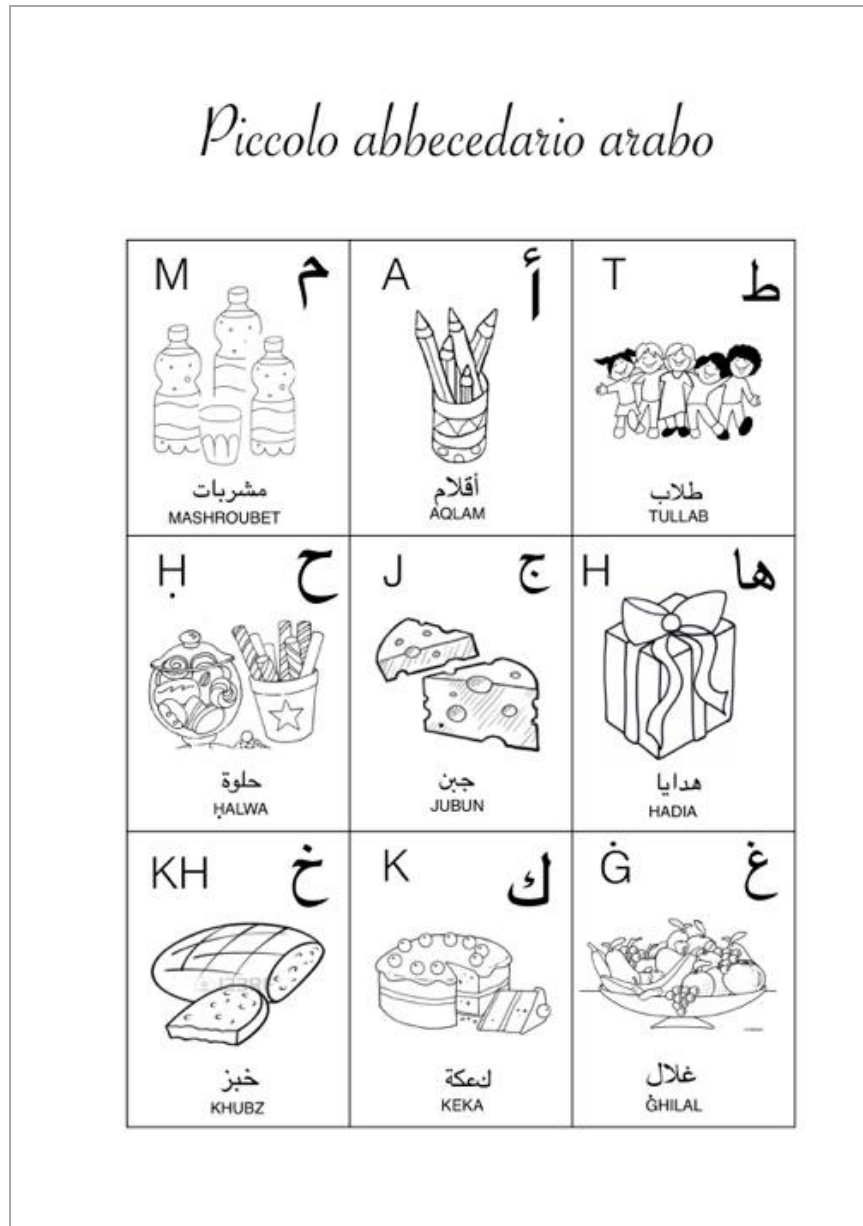 Piccolo abbecedario arabo
M م
مشربات
MASHROUBET
A أ
أقلام
AQLAM
T ط
طلاب
TULLAB
Ḥ ح
حلوة
ḤALWA
J ج
جبن
JUBUN
H ها
هدايا
HADIA
KH خ
خبز
KHUBZ
K ك
كعكة
KEKA
Ġ غ
غلال
ĠHILAL